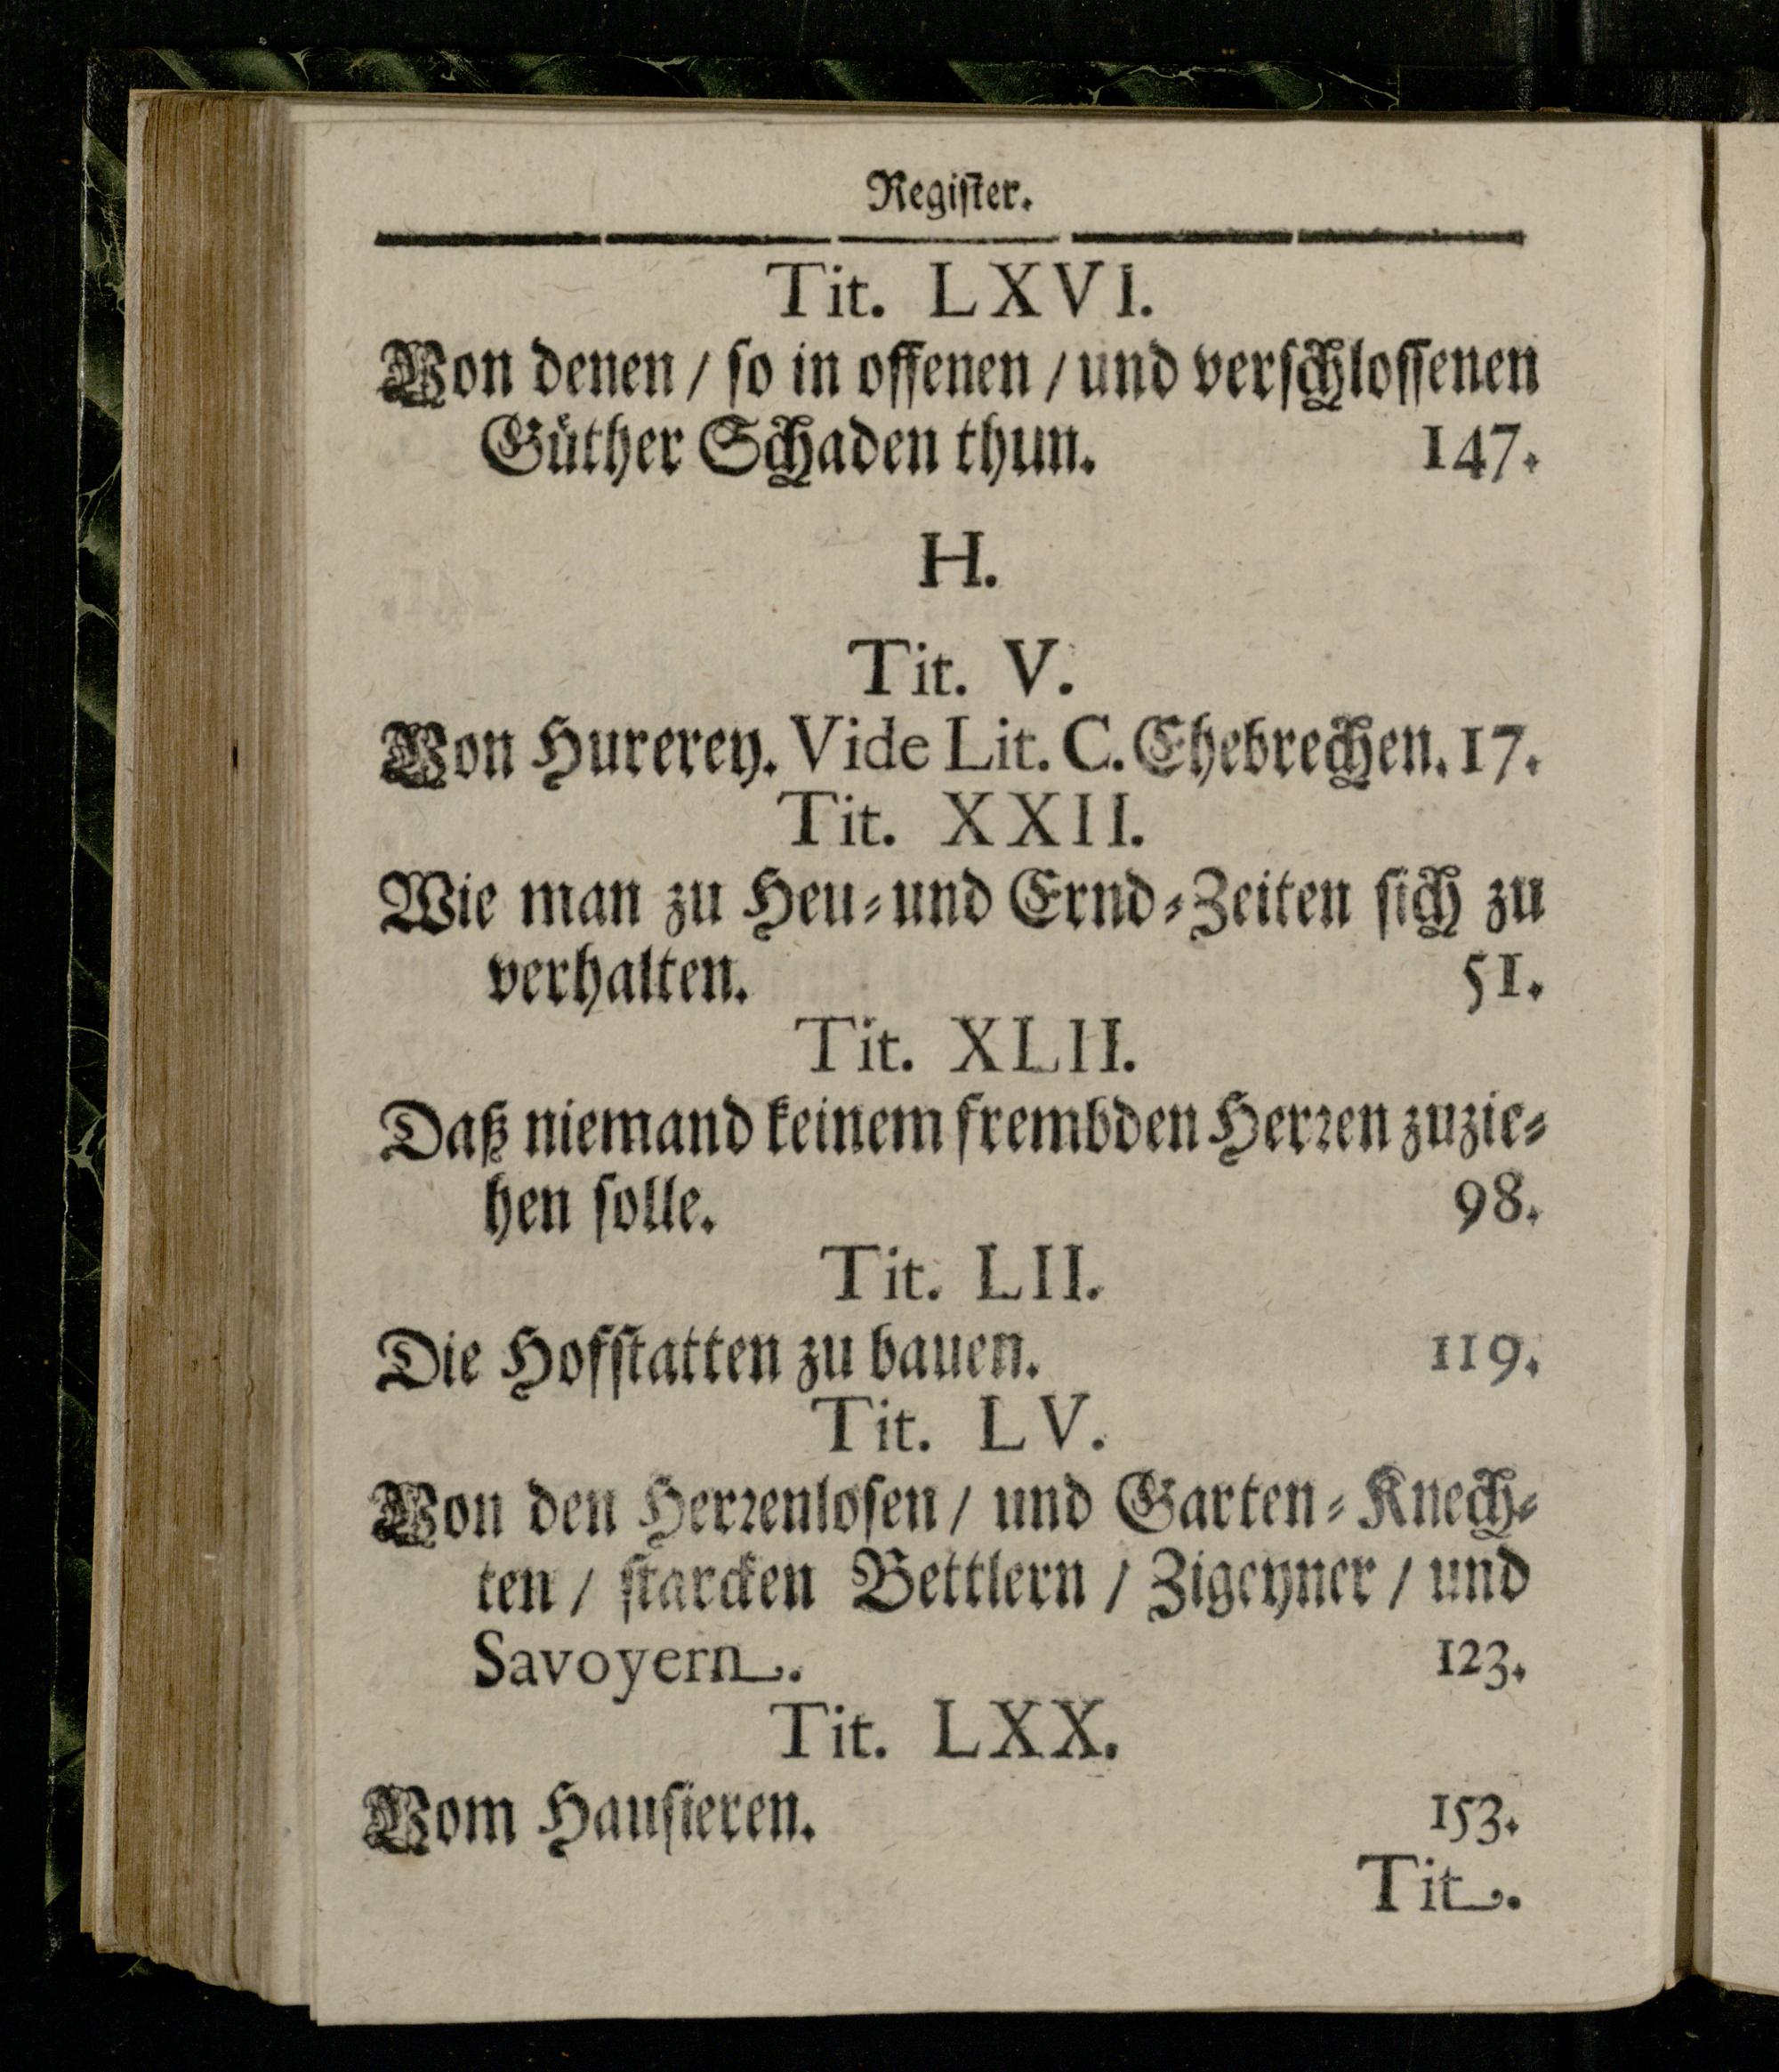 Register.
Tit. LXVI.
Von denen / so in offenen / und verschlossenen
Güther Schaden thun. 147.
H.
Tit. V.
Von Hurerey. Vide Lit. C. Ehebrechen. 17.
Tit. XXII.
Wie man zu Heu- und Ernd-Zeiten sich zu
verhalten. 51.
Tit. XLII.
Daß niemand keinem frembden Herꝛen zuzie-
hen solle. 98.
Tit. LII.
Die Hofstatten zu bauen. 119.
Tit. LV.
Von den Herꝛenlosen / und Garten-Knech-
ten / starcken Bettlern / Zigeyner / und
Savoyern. 123.
Tit. LXX.
Vom Hausieren. 153.
Tit.